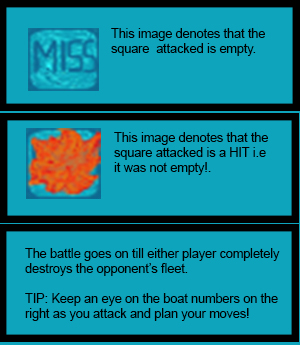 MISS
This image denotes that the
square attacked is empty.
This image denotes that the
square attacked is a HIT i.e
it was not empty!.
The battle goes on till either player completely
destroys the opponent's fleet.
TIP: Keep an eye on the boat numbers on the
right as you attack and plan your moves!